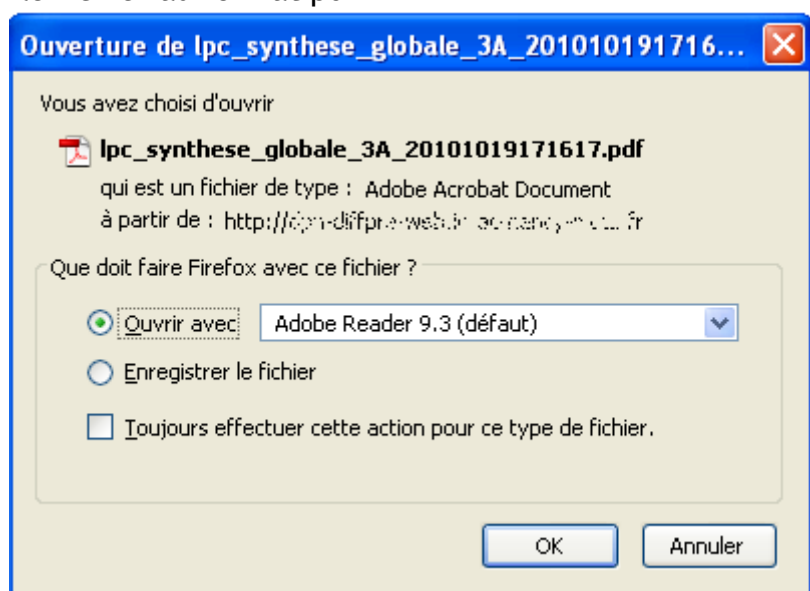 Ouverture de lpc_synthese_globale_3A_201010191716...
Vous avez choisi d'ouvrir
lpc_synthese_globale_3A_20101019171617.pdf
qui est un fichier de type : Adobe Acrobat Document
à partir de : http://
Que doit faire Firefox avec ce fichier ?
Ouvrir avec Adobe Reader 9.3 (défaut)
Enregistrer le fichier
Toujours effectuer cette action pour ce type de fichier.
OK Annuler